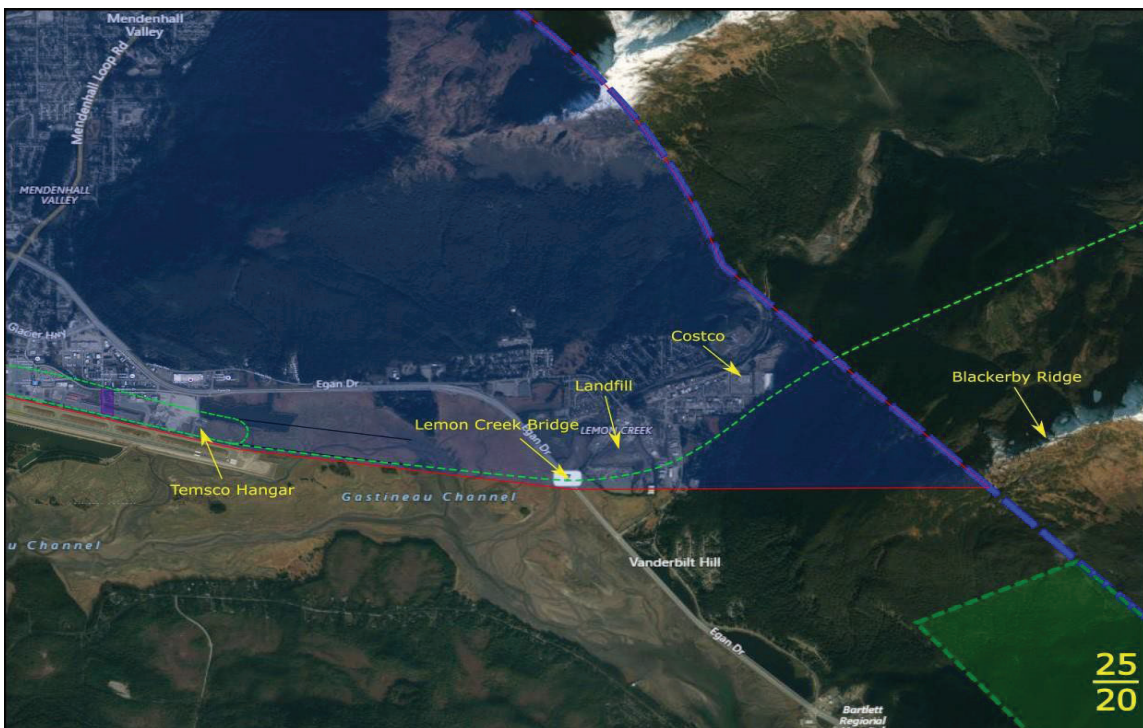 Mendenhall
Valley
Mendenhall Loop Rd
MENDENHALL
VALLEY
Glacier Hwy
Egan Dr
Costco
Landfill
Blackerby Ridge
Lemon Creek Bridge
Egan Dr
LEMON CREEK
Temsco Hangar
Gastineau Channel
u Channel
Vanderbilt Hill
Egan Dr
25
20
Bartlett
Regional